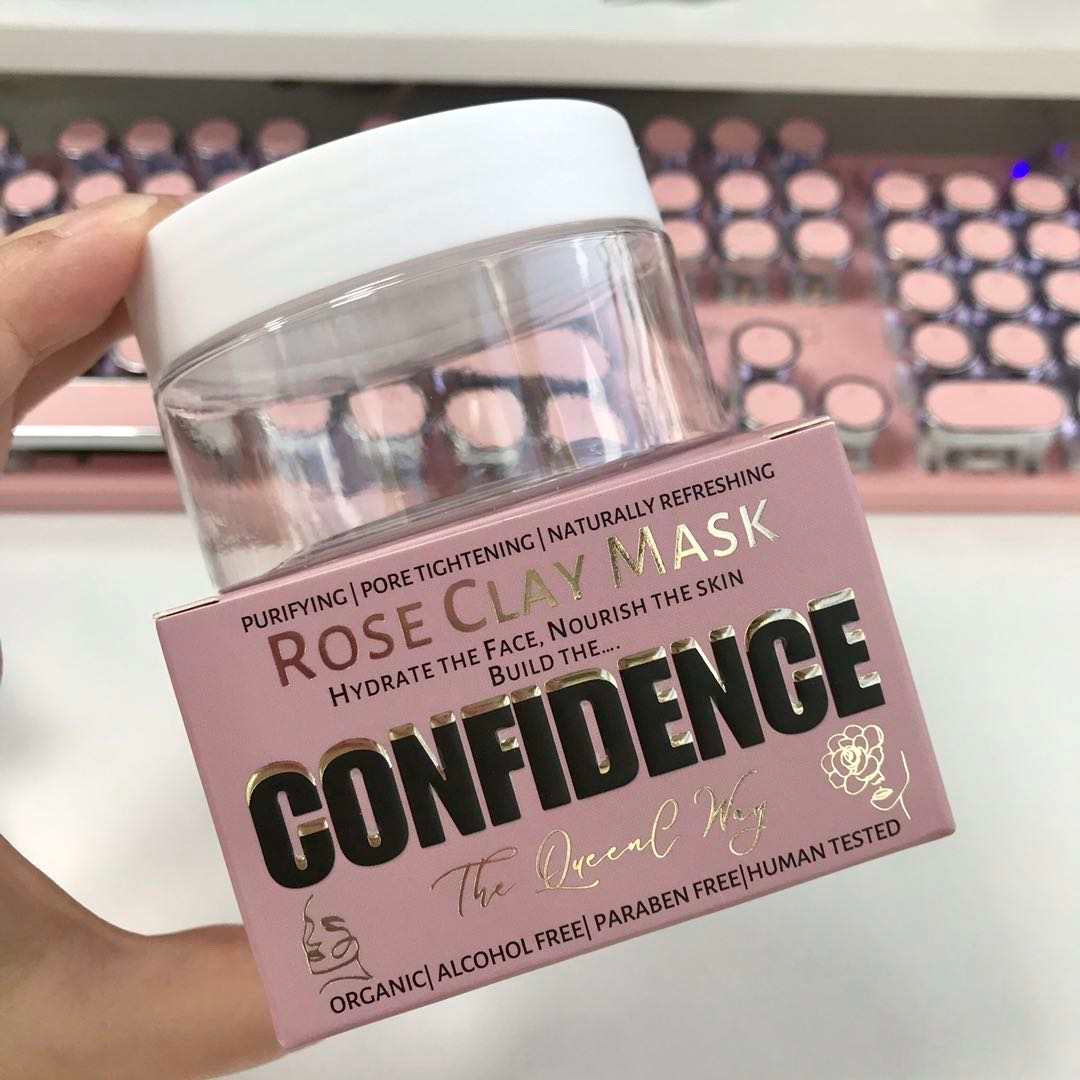 PURIFYING| PORE TIGHTENING| NATURALLY REFRESHING
ROSE CLAY MASK
HYDRATE THE FACE, NOURISH THE SKIN
BUILD THE....
CONFIDENCE
The QueenC Way
ORGANIC| ALCOHOL FREE| PARABEN FREE|HUMAN TESTED